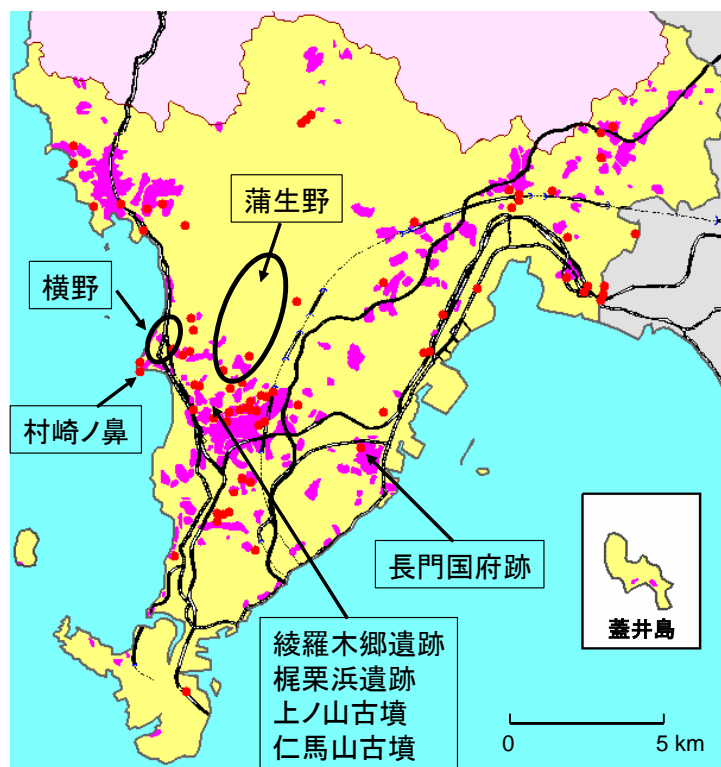 蒲生野
横野
村崎ノ鼻
長門国府跡
綾羅木郷遺跡
梶栗浜遺跡
上ノ山古墳
仁馬山古墳
蓋井島
0 5 km